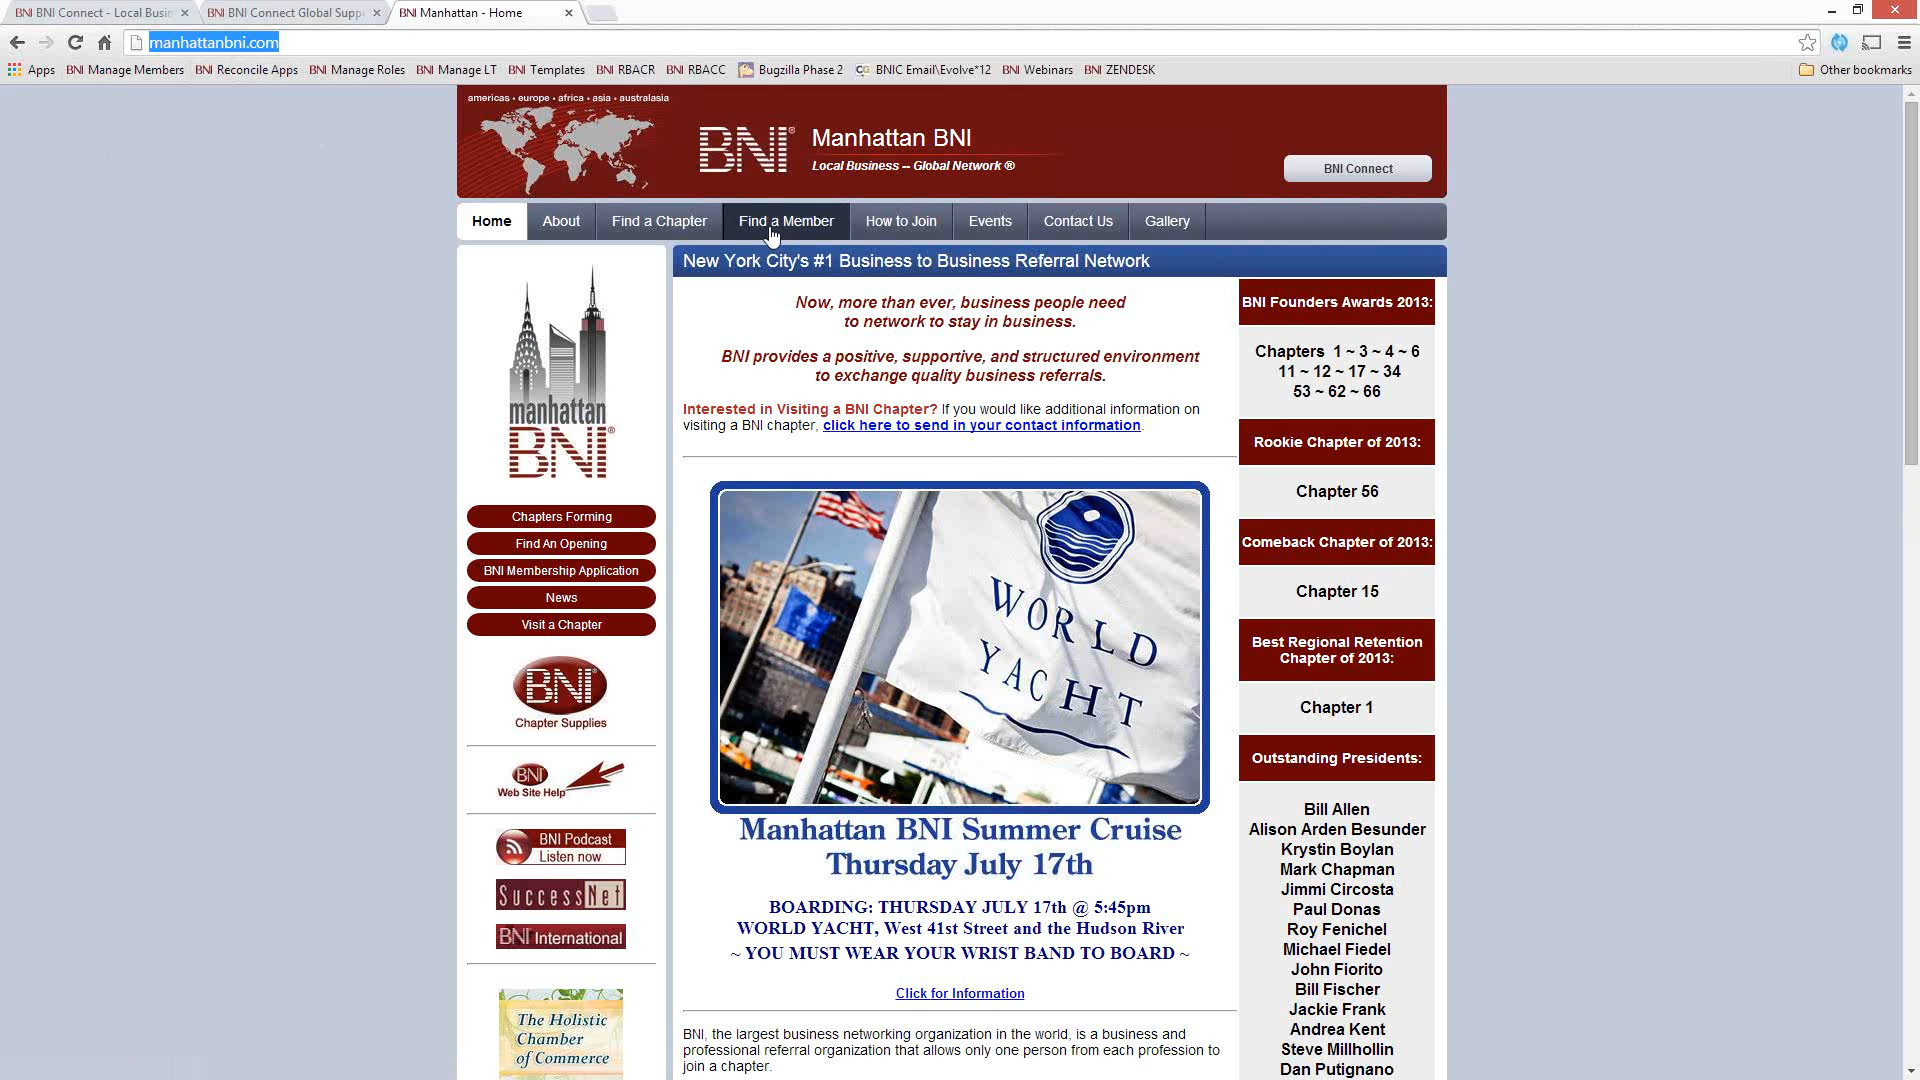 BNI BNI Connect - Local Busin
BNI BNI Connect Global Supp
BNI Manhattan - Home
manhattanbni.com
Apps
BNI Manage Members
BNI Reconcile Apps
BNI Manage Roles
BNI Manage LT
BNI Templates
BNI RBACR
BNI RBACC
Bugzilla Phase 2
BNIC Email\Evolve*12
BNI Webinars
BNI ZENDESK
Other bookmarks
americas • europe • africa • asia • australasia
BNI®
Manhattan BNI
Local Business -- Global Network ®
BNI Connect
Home
About
Find a Chapter
Find a Member
How to Join
Events
Contact Us
Gallery
manhattan
BNI®
Chapters Forming
Find An Opening
BNI Membership Application
News
Visit a Chapter
BNI®
Chapter Supplies
BNI
Web Site Help
BNI Podcast
Listen now
SuccessNet
BNI International
The Holistic
Chamber
of Commerce
New York City's #1 Business to Business Referral Network
Now, more than ever, business people need
to network to stay in business.
BNI provides a positive, supportive, and structured environment
to exchange quality business referrals.
Interested in Visiting a BNI Chapter? If you would like additional information on
visiting a BNI chapter, click here to send in your contact information.
WORLD
YACHT
Manhattan BNI Summer Cruise
Thursday July 17th
BOARDING: THURSDAY JULY 17th @ 5:45pm
WORLD YACHT, West 41st Street and the Hudson River
~ YOU MUST WEAR YOUR WRIST BAND TO BOARD ~
Click for Information
BNI, the largest business networking organization in the world, is a business and
professional referral organization that allows only one person from each profession to
join a chapter.
BNI Founders Awards 2013:
Chapters 1 ~ 3 ~ 4 ~ 6
11 ~ 12 ~ 17 ~ 34
53 ~ 62 ~ 66
Rookie Chapter of 2013:
Chapter 56
Comeback Chapter of 2013:
Chapter 15
Best Regional Retention
Chapter of 2013:
Chapter 1
Outstanding Presidents:
Bill Allen
Alison Arden Besunder
Krystin Boylan
Mark Chapman
Jimmi Circosta
Paul Donas
Roy Fenichel
Michael Fiedel
John Fiorito
Bill Fischer
Jackie Frank
Andrea Kent
Steve Millhollin
Dan Putignano